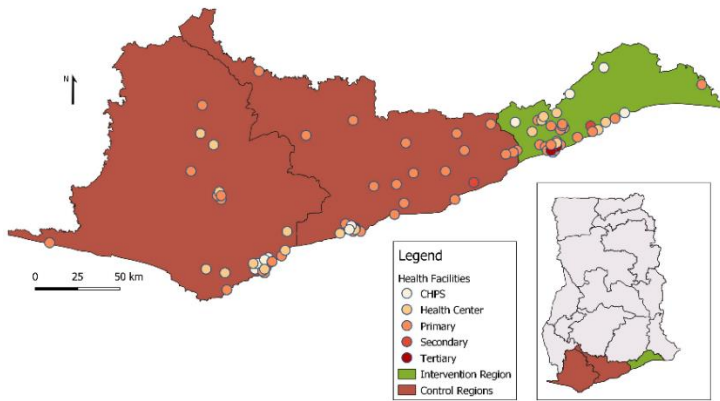 N
0 25 50 km
Legend
Health Facilities
CHPS
Health Center
Primary
Secondary
Tertiary
Intervention Region
Control Regions